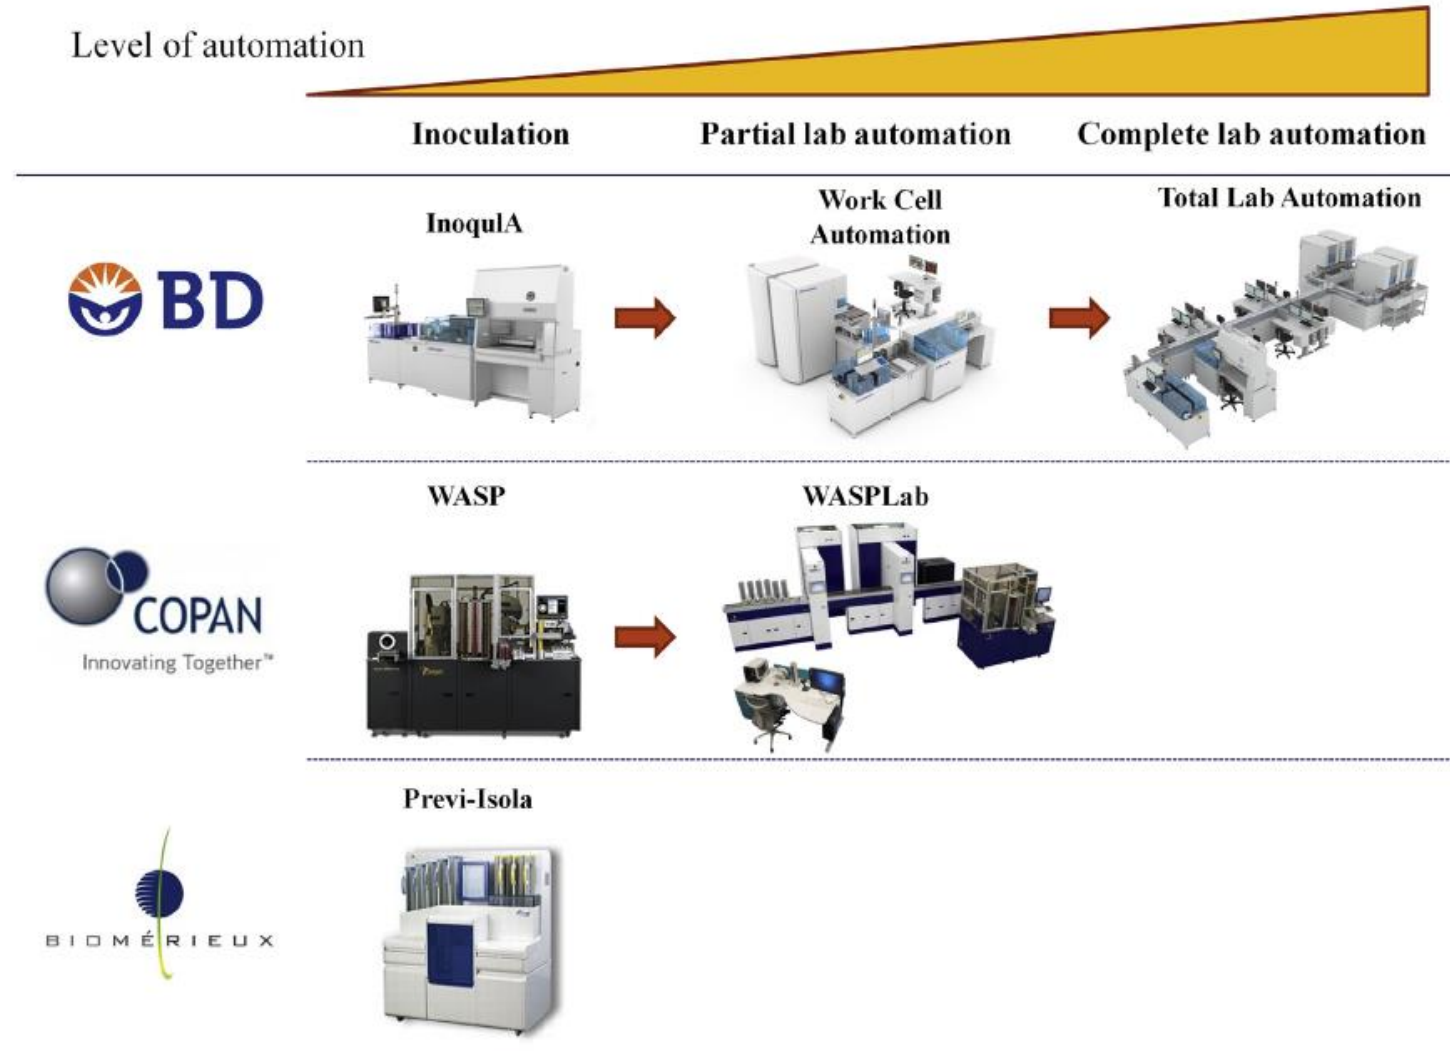 Level of automation
Inoculation
Partial lab automation
Complete lab automation
BD
InoqulA
Work Cell
Automation
Total Lab Automation
COPAN
Innovating Together™
WASP
WASPLab
BIOMÉRIEUX
Previ-Isola